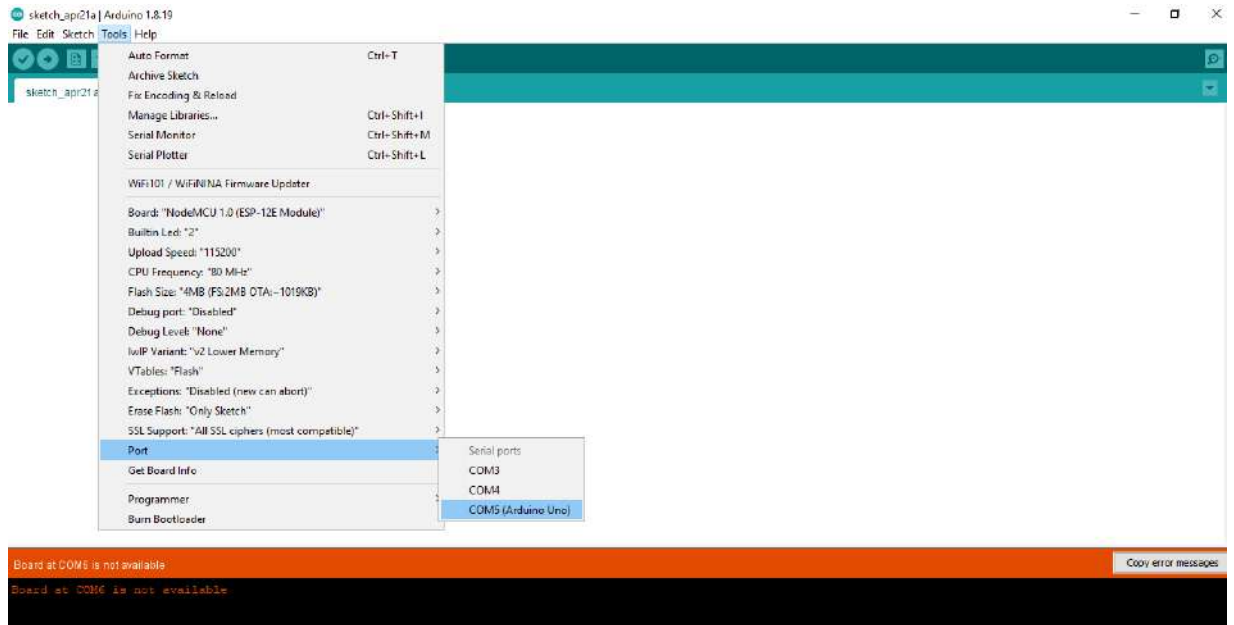 sketch_apr21a | Arduino 1.8.19
File Edit Sketch Tools Help
sketch_apr21a
Auto Format Ctrl+T
Archive Sketch
Fix Encoding & Reload
Manage Libraries... Ctrl+Shift+I
Serial Monitor Ctrl+Shift+M
Serial Plotter Ctrl+Shift+L
WiFi101 / WiFiNINA Firmware Updater
Board: "NodeMCU 1.0 (ESP-12E Module)"
Builtin Led: "2"
Upload Speed: "115200"
CPU Frequency: "80 MHz"
Flash Size: "4MB (FS:2MB OTA:~1019KB)"
Debug port: "Disabled"
Debug Level: "None"
lwIP Variant: "v2 Lower Memory"
VTables: "Flash"
Exceptions: "Disabled (new can abort)"
Erase Flash: "Only Sketch"
SSL Support: "All SSL ciphers (most compatible)"
Port
Get Board Info
Programmer
Burn Bootloader
Serial ports
COM3
COM4
COM5 (Arduino Uno)
Board at COM6 is not available
Copy error messages
Board at COM6 is not available